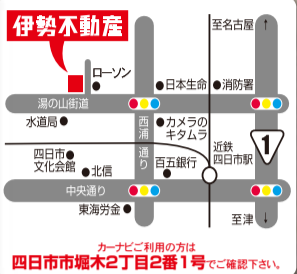 伊勢不動産
至名古屋
ローソン
日本生命
消防署
湯の山街道
水道局
西浦通り
カメラの
キタムラ
近鉄
四日市駅
1
四日市
文化会館
北信
百五銀行
中央通り
東海労金
至津
カーナビご利用の方は
四日市市堀木2丁目2番1号でご確認下さい。